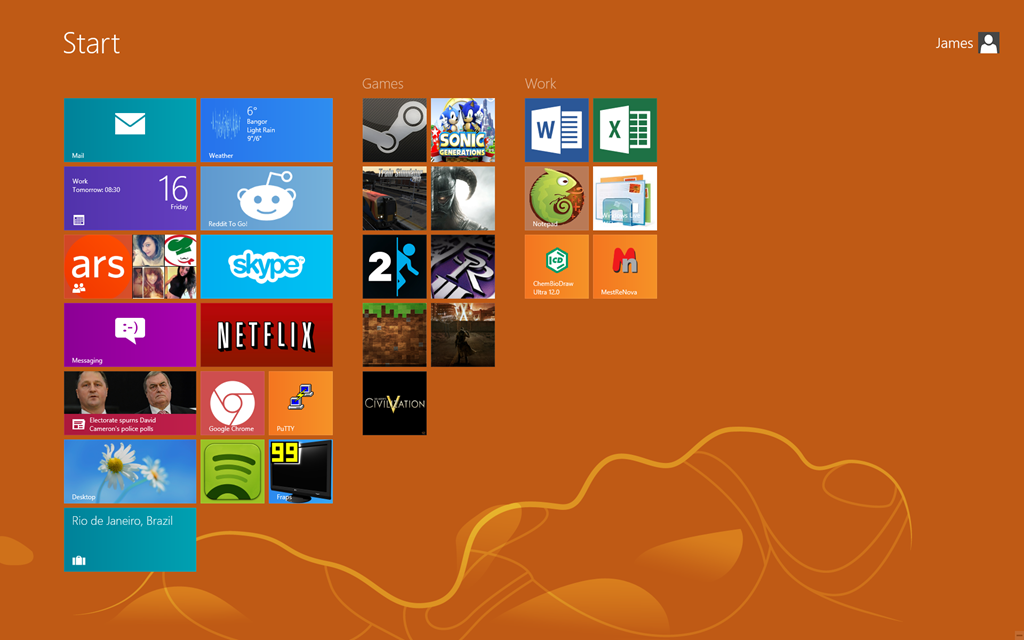 Start
James
Games
Work
Mail
6°
Bangor
Light Rain
9°/6°
Weather
Work
Tomorrow: 08:30
16
Friday
Reddit To Go!
ars
skype
Messaging
NETFLIX
Electorate spurns David
Cameron's police polls
Google Chrome
PuTTY
Desktop
99
Fraps
Rio de Janeiro, Brazil
SONIC
GENERATIONS
2
SR
CIVILIZATION
V
W
X
Notepad
Windows Live
ICD
ChemBioDraw
Ultra 12.0
MestReNova